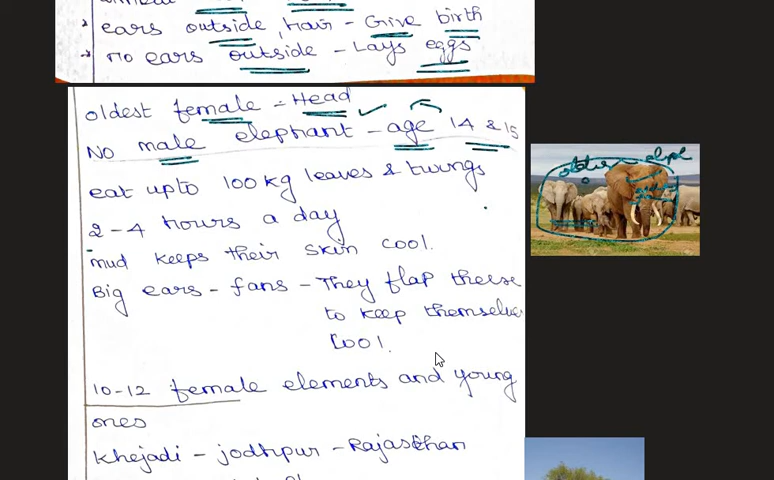 ears outside, hair - Give birth
→ no ears outside - Lays eggs
oldest female - Head
No male elephant - age 14 & 15
eat upto 100 kg leaves & twings
2-4 hours a day
mud keeps their skin cool.
Big ears - fans - They flap these
to keep themselve
cool.
10-12 female elements and young
ones
Khejadi - jodhpur - Rajasthan